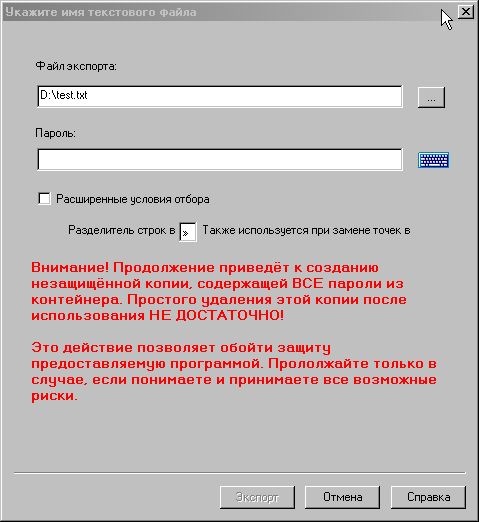 Укажите имя текстового файла
Файл экспорта:
D:\test.txt
...
Пароль:
Расширенные условия отбора
Разделитель строк в » Также используется при замене точек в
Внимание! Продолжение приведёт к созданию
незащищённой копии, содержащей ВСЕ пароли из
контейнера. Простого удаления этой копии после
использования НЕ ДОСТАТОЧНО!
Это действие позволяет обойти защиту
предоставляемую программой. Прололжайте только в
случае, если понимаете и принимаете все возможные
риски.
Экспорт
Отмена
Справка